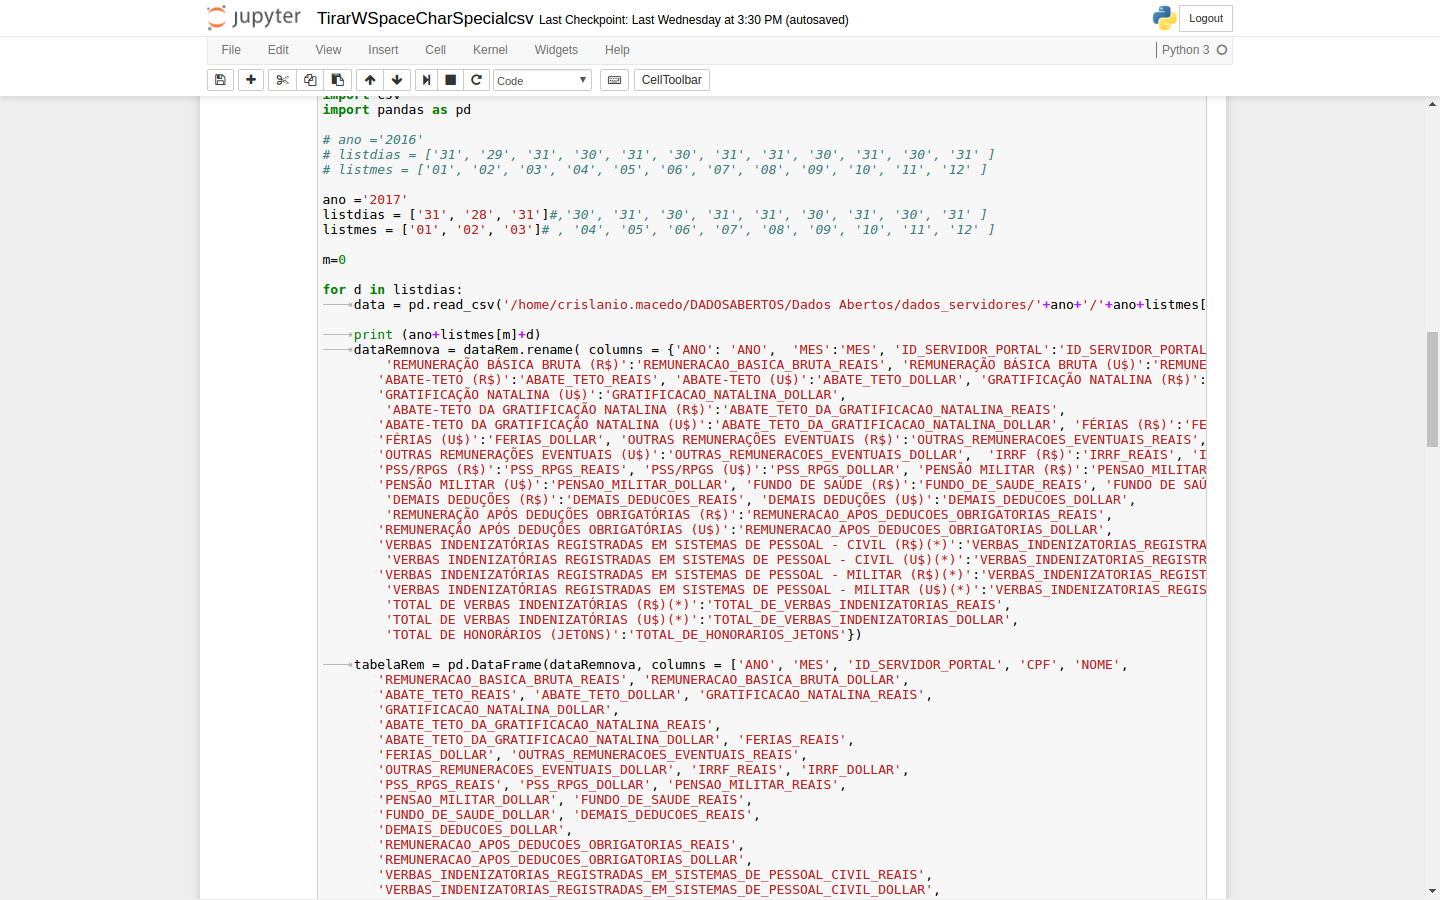 jupyter TirarWSpaceCharSpecialcsv Last Checkpoint: Last Wednesday at 3:30 PM (autosaved) Logout
File Edit View Insert Cell Kernel Widgets Help Python 3
Code CellToolbar
import csv
import pandas as pd
# ano ='2016'
# listdias = ['31', '29', '31', '30', '31', '30', '31', '31', '30', '31', '30', '31' ]
# listmes = ['01', '02', '03', '04', '05', '06', '07', '08', '09', '10', '11', '12' ]
ano ='2017'
listdias = ['31', '28', '31']#,'30', '31', '30', '31', '31', '30', '31', '30', '31' ]
listmes = ['01', '02', '03']# , '04', '05', '06', '07', '08', '09', '10', '11', '12' ]
m=0
for d in listdias:
data = pd.read_csv('/home/crislanio.macedo/DADOSABERTOS/Dados Abertos/dados_servidores/'+ano+'/'+ano+listmes[
print (ano+listmes[m]+d)
dataRemnova = dataRem.rename( columns = {'ANO': 'ANO',  'MES':'MES', 'ID_SERVIDOR_PORTAL':'ID_SERVIDOR_PORTAL
'REMUNERAÇÃO BÁSICA BRUTA (R$)':'REMUNERACAO_BASICA_BRUTA_REAIS', 'REMUNERAÇÃO BÁSICA BRUTA (U$)':'REMUNE
'ABATE-TETO (R$)':'ABATE_TETO_REAIS', 'ABATE-TETO (U$)':'ABATE_TETO_DOLLAR', 'GRATIFICAÇÃO NATALINA (R$)':
'GRATIFICAÇÃO NATALINA (U$)':'GRATIFICACAO_NATALINA_DOLLAR',
'ABATE-TETO DA GRATIFICAÇÃO NATALINA (R$)':'ABATE_TETO_DA_GRATIFICACAO_NATALINA_REAIS',
'ABATE-TETO DA GRATIFICAÇÃO NATALINA (U$)':'ABATE_TETO_DA_GRATIFICACAO_NATALINA_DOLLAR', 'FÉRIAS (R$)':'FE
'FÉRIAS (U$)':'FERIAS_DOLLAR', 'OUTRAS REMUNERAÇÕES EVENTUAIS (R$)':'OUTRAS_REMUNERACOES_EVENTUAIS_REAIS',
'OUTRAS REMUNERAÇÕES EVENTUAIS (U$)':'OUTRAS_REMUNERACOES_EVENTUAIS_DOLLAR',  'IRRF (R$)':'IRRF_REAIS', 'I
'PSS/RPGS (R$)':'PSS_RPGS_REAIS', 'PSS/RPGS (U$)':'PSS_RPGS_DOLLAR', 'PENSÃO MILITAR (R$)':'PENSAO_MILITAR
'PENSÃO MILITAR (U$)':'PENSAO_MILITAR_DOLLAR', 'FUNDO DE SAÚDE (R$)':'FUNDO_DE_SAUDE_REAIS', 'FUNDO DE SAÚ
'DEMAIS DEDUÇÕES (R$)':'DEMAIS_DEDUCOES_REAIS', 'DEMAIS DEDUÇÕES (U$)':'DEMAIS_DEDUCOES_DOLLAR',
'REMUNERAÇÃO APÓS DEDUÇÕES OBRIGATÓRIAS (R$)':'REMUNERACAO_APOS_DEDUCOES_OBRIGATORIAS_REAIS',
'REMUNERAÇÃO APÓS DEDUÇÕES OBRIGATÓRIAS (U$)':'REMUNERACAO_APOS_DEDUCOES_OBRIGATORIAS_DOLLAR',
'VERBAS INDENIZATÓRIAS REGISTRADAS EM SISTEMAS DE PESSOAL - CIVIL (R$)(*)':'VERBAS_INDENIZATORIAS_REGISTRA
'VERBAS INDENIZATÓRIAS REGISTRADAS EM SISTEMAS DE PESSOAL - CIVIL (U$)(*)':'VERBAS_INDENIZATORIAS_REGISTR
'VERBAS INDENIZATÓRIAS REGISTRADAS EM SISTEMAS DE PESSOAL - MILITAR (R$)(*)':'VERBAS_INDENIZATORIAS_REGIST
'VERBAS INDENIZATÓRIAS REGISTRADAS EM SISTEMAS DE PESSOAL - MILITAR (U$)(*)':'VERBAS_INDENIZATORIAS_REGIS
'TOTAL DE VERBAS INDENIZATÓRIAS (R$)(*)':'TOTAL_DE_VERBAS_INDENIZATORIAS_REAIS',
'TOTAL DE VERBAS INDENIZATÓRIAS (U$)(*)':'TOTAL_DE_VERBAS_INDENIZATORIAS_DOLLAR',
'TOTAL DE HONORÁRIOS (JETONS)':'TOTAL_DE_HONORARIOS_JETONS'})
tabelaRem = pd.DataFrame(dataRemnova, columns = ['ANO', 'MES', 'ID_SERVIDOR_PORTAL', 'CPF', 'NOME',
'REMUNERACAO_BASICA_BRUTA_REAIS', 'REMUNERACAO_BASICA_BRUTA_DOLLAR',
'ABATE_TETO_REAIS', 'ABATE_TETO_DOLLAR', 'GRATIFICACAO_NATALINA_REAIS',
'GRATIFICACAO_NATALINA_DOLLAR',
'ABATE_TETO_DA_GRATIFICACAO_NATALINA_REAIS',
'ABATE_TETO_DA_GRATIFICACAO_NATALINA_DOLLAR', 'FERIAS_REAIS',
'FERIAS_DOLLAR', 'OUTRAS_REMUNERACOES_EVENTUAIS_REAIS',
'OUTRAS_REMUNERACOES_EVENTUAIS_DOLLAR', 'IRRF_REAIS', 'IRRF_DOLLAR',
'PSS_RPGS_REAIS', 'PSS_RPGS_DOLLAR', 'PENSAO_MILITAR_REAIS',
'PENSAO_MILITAR_DOLLAR', 'FUNDO_DE_SAUDE_REAIS',
'FUNDO_DE_SAUDE_DOLLAR', 'DEMAIS_DEDUCOES_REAIS',
'DEMAIS_DEDUCOES_DOLLAR',
'REMUNERACAO_APOS_DEDUCOES_OBRIGATORIAS_REAIS',
'REMUNERACAO_APOS_DEDUCOES_OBRIGATORIAS_DOLLAR',
'VERBAS_INDENIZATORIAS_REGISTRADAS_EM_SISTEMAS_DE_PESSOAL_CIVIL_REAIS',
'VERBAS_INDENIZATORIAS_REGISTRADAS_EM_SISTEMAS_DE_PESSOAL_CIVIL_DOLLAR',